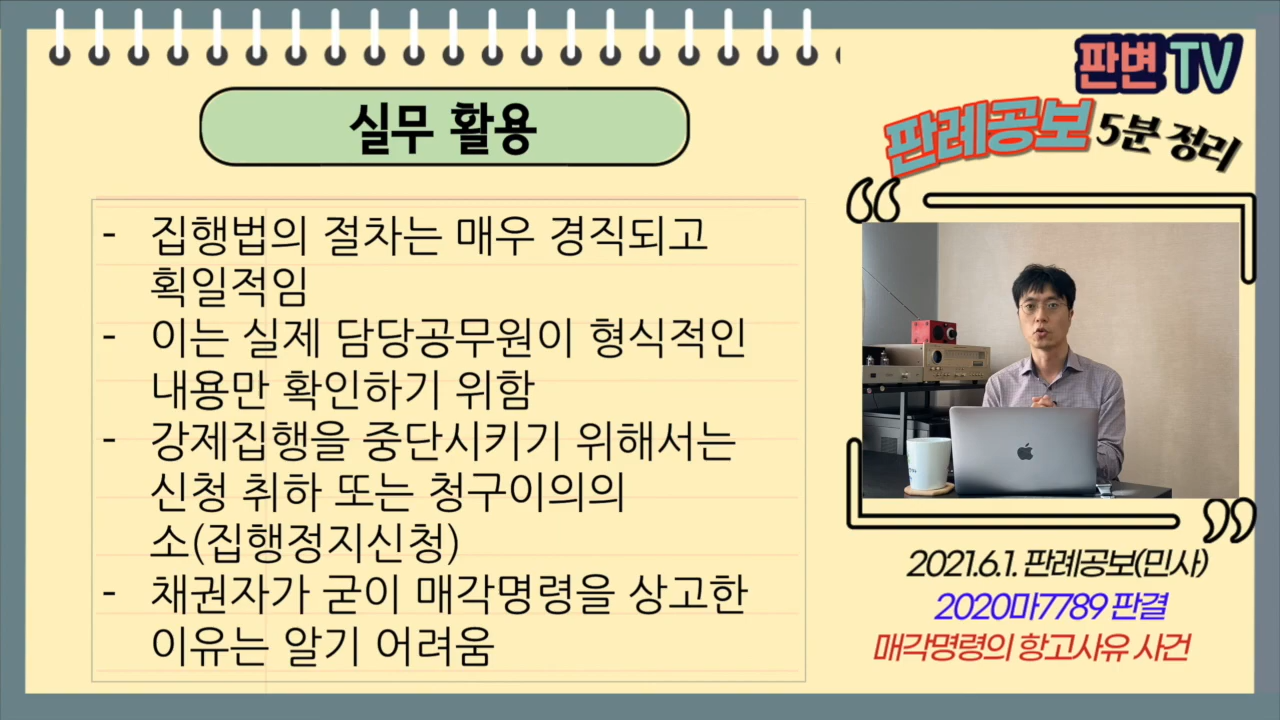 판변 TV
판례공보 5분 정리
실무 활용
- 집행법의 절차는 매우 경직되고
획일적임
- 이는 실제 담당공무원이 형식적인
내용만 확인하기 위함
- 강제집행을 중단시키기 위해서는
신청 취하 또는 청구이의의
소(집행정지신청)
- 채권자가 굳이 매각명령을 상고한
이유는 알기 어려움
2021.6.1. 판례공보(민사)
2020마7789 판결
매각명령의 항고사유 사건